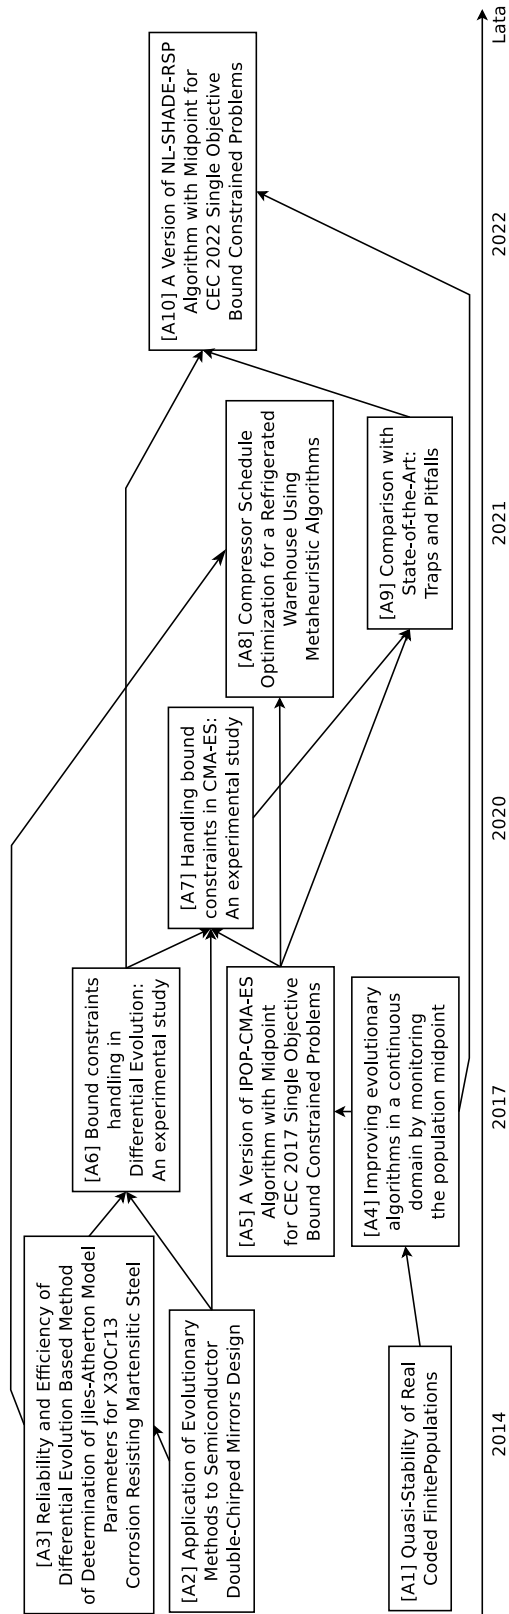 [A10] A Version of NL-SHADE-RSP
Algorithm with Midpoint for
CEC 2022 Single Objective
Bound Constrained Problems
[A8] Compressor Schedule
Optimization for a Refrigerated
Warehouse Using
Metaheuristic Algorithms
[A9] Comparison with
State-of-the-Art:
Traps and Pitfalls
[A7] Handling bound
constraints in CMA-ES:
An experimental study
[A6] Bound constraints
handling in
Differential Evolution:
An experimental study
[A5] A Version of IPOP-CMA-ES
Algorithm with Midpoint
for CEC 2017 Single Objective
Bound Constrained Problems
[A4] Improving evolutionary
algorithms in a continuous
domain by monitoring
the population midpoint
[A3] Reliability and Efficiency of
Differential Evolution Based Method
of Determination of Jiles-Atherton Model
Parameters for X30Cr13
Corrosion Resisting Martensitic Steel
[A2] Application of Evolutionary
Methods to Semiconductor
Double-Chirped Mirrors Design
[A1] Quasi-Stability of Real
Coded FinitePopulations
2014
2017
2020
2021
2022
Lata